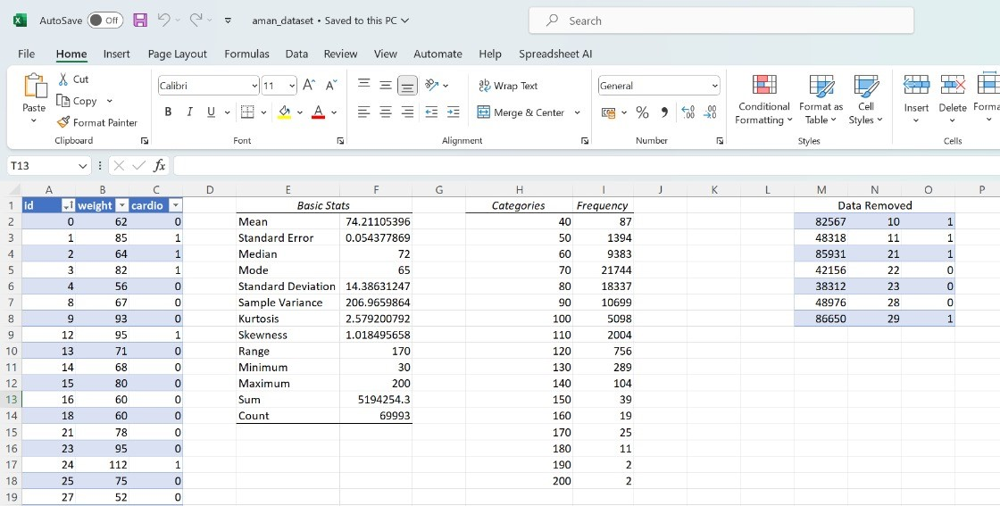 AutoSave Off aman_dataset • Saved to this PC Search
File Home Insert Page Layout Formulas Data Review View Automate Help Spreadsheet AI
Paste Cut Copy Format Painter Clipboard
Calibri 11 A A B I U A Font
ab Wrap Text Merge & Center Alignment
General % , .00 Number
Conditional Formatting Format as Table Cell Styles Styles
Insert Delete Forma Cells
T13 fx
A B C D E F G H I J K L M N O P
1 id weight cardio Basic Stats Categories Frequency Data Removed
2 0 62 0 Mean 74.21105396 40 87 82567 10 1
3 1 85 1 Standard Error 0.054377869 50 1394 48318 11 1
4 2 64 1 Median 72 60 9383 85931 21 1
5 3 82 1 Mode 65 70 21744 42156 22 0
6 4 56 0 Standard Deviation 14.38631247 80 18337 38312 23 0
7 8 67 0 Sample Variance 206.9659864 90 10699 48976 28 0
8 9 93 0 Kurtosis 2.579200792 100 5098 86650 29 1
9 12 95 1 Skewness 1.018495658 110 2004
10 13 71 0 Range 170 120 756
11 14 68 0 Minimum 30 130 289
12 15 80 0 Maximum 200 140 104
13 16 60 0 Sum 5194254.3 150 39
14 18 60 0 Count 69993 160 19
15 21 78 0 170 25
16 23 95 0 180 11
17 24 112 1 190 2
18 25 75 0 200 2
19 27 52 0